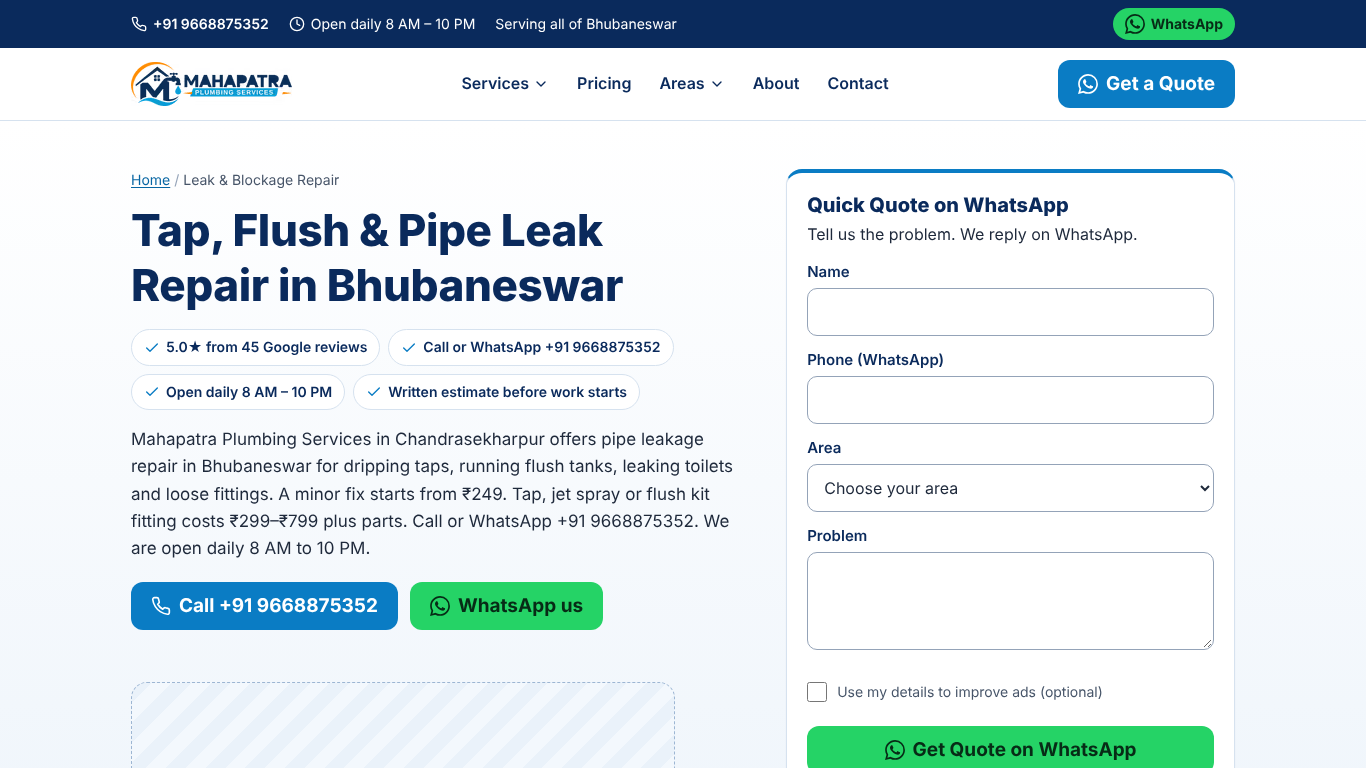 +91 9668875352
Open daily 8 AM – 10 PM
Serving all of Bhubaneswar
WhatsApp
MAHAPATRA
PLUMBING SERVICES
Services
Pricing
Areas
About
Contact
Get a Quote
Home / Leak & Blockage Repair
Tap, Flush & Pipe Leak
Repair in Bhubaneswar
5.0★ from 45 Google reviews
Call or WhatsApp +91 9668875352
Open daily 8 AM – 10 PM
Written estimate before work starts
Mahapatra Plumbing Services in Chandrasekharpur offers pipe leakage
repair in Bhubaneswar for dripping taps, running flush tanks, leaking toilets
and loose fittings. A minor fix starts from ₹249. Tap, jet spray or flush kit
fitting costs ₹299–₹799 plus parts. Call or WhatsApp +91 9668875352. We
are open daily 8 AM to 10 PM.
Call +91 9668875352
WhatsApp us
Quick Quote on WhatsApp
Tell us the problem. We reply on WhatsApp.
Name
Phone (WhatsApp)
Area
Choose your area
Problem
Use my details to improve ads (optional)
Get Quote on WhatsApp